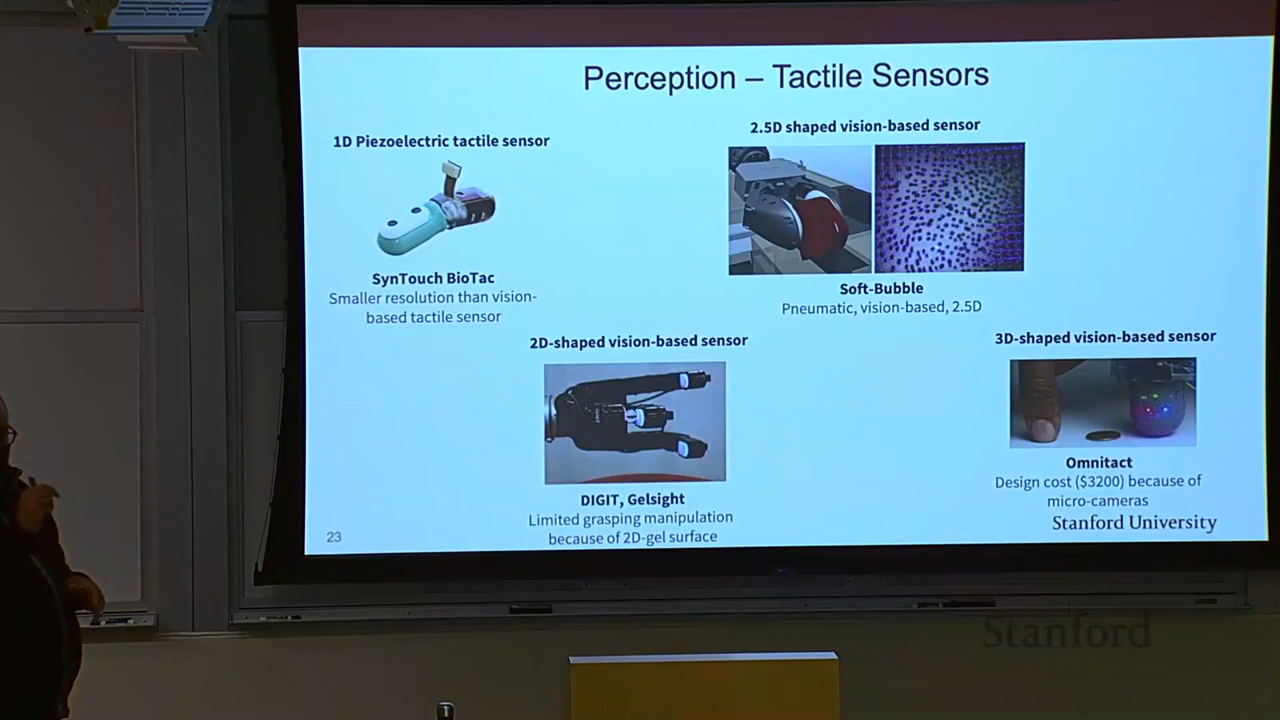 Perception – Tactile Sensors
1D Piezoelectric tactile sensor
SynTouch BioTac
Smaller resolution than vision-
based tactile sensor
2.5D shaped vision-based sensor
Soft-Bubble
Pneumatic, vision-based, 2.5D
2D-shaped vision-based sensor
DIGIT, Gelsight
Limited grasping manipulation
because of 2D-gel surface
3D-shaped vision-based sensor
Omnitact
Design cost ($3200) because of
micro-cameras
23
Stanford University
Stanford